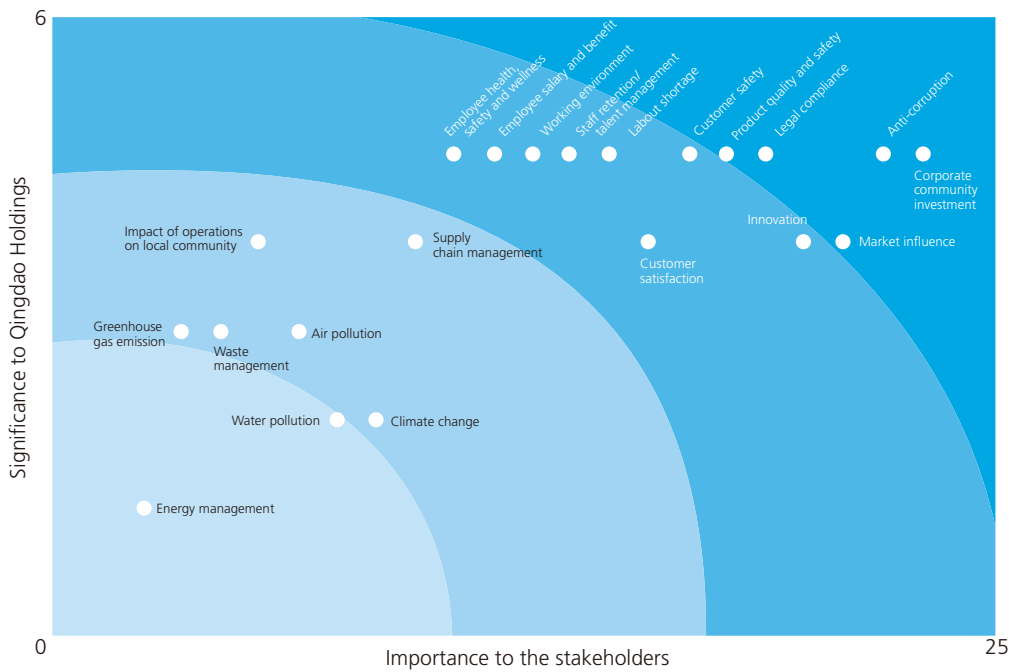 6
Significance to Qingdao Holdings
Employee health,
safety and wellness
Employee salary and benefit
Working environment
Staff retention/
talent management
Labout shortage
Customer safety
Product quality and safety
Legal compliance
Anti-corruption
Corporate
community
investment
Impact of operations
on local community
Supply
chain management
Customer
satisfaction
Innovation
Market influence
Greenhouse
gas emission
Waste
management
Air pollution
Water pollution
Climate change
Energy management
0
Importance to the stakeholders
25